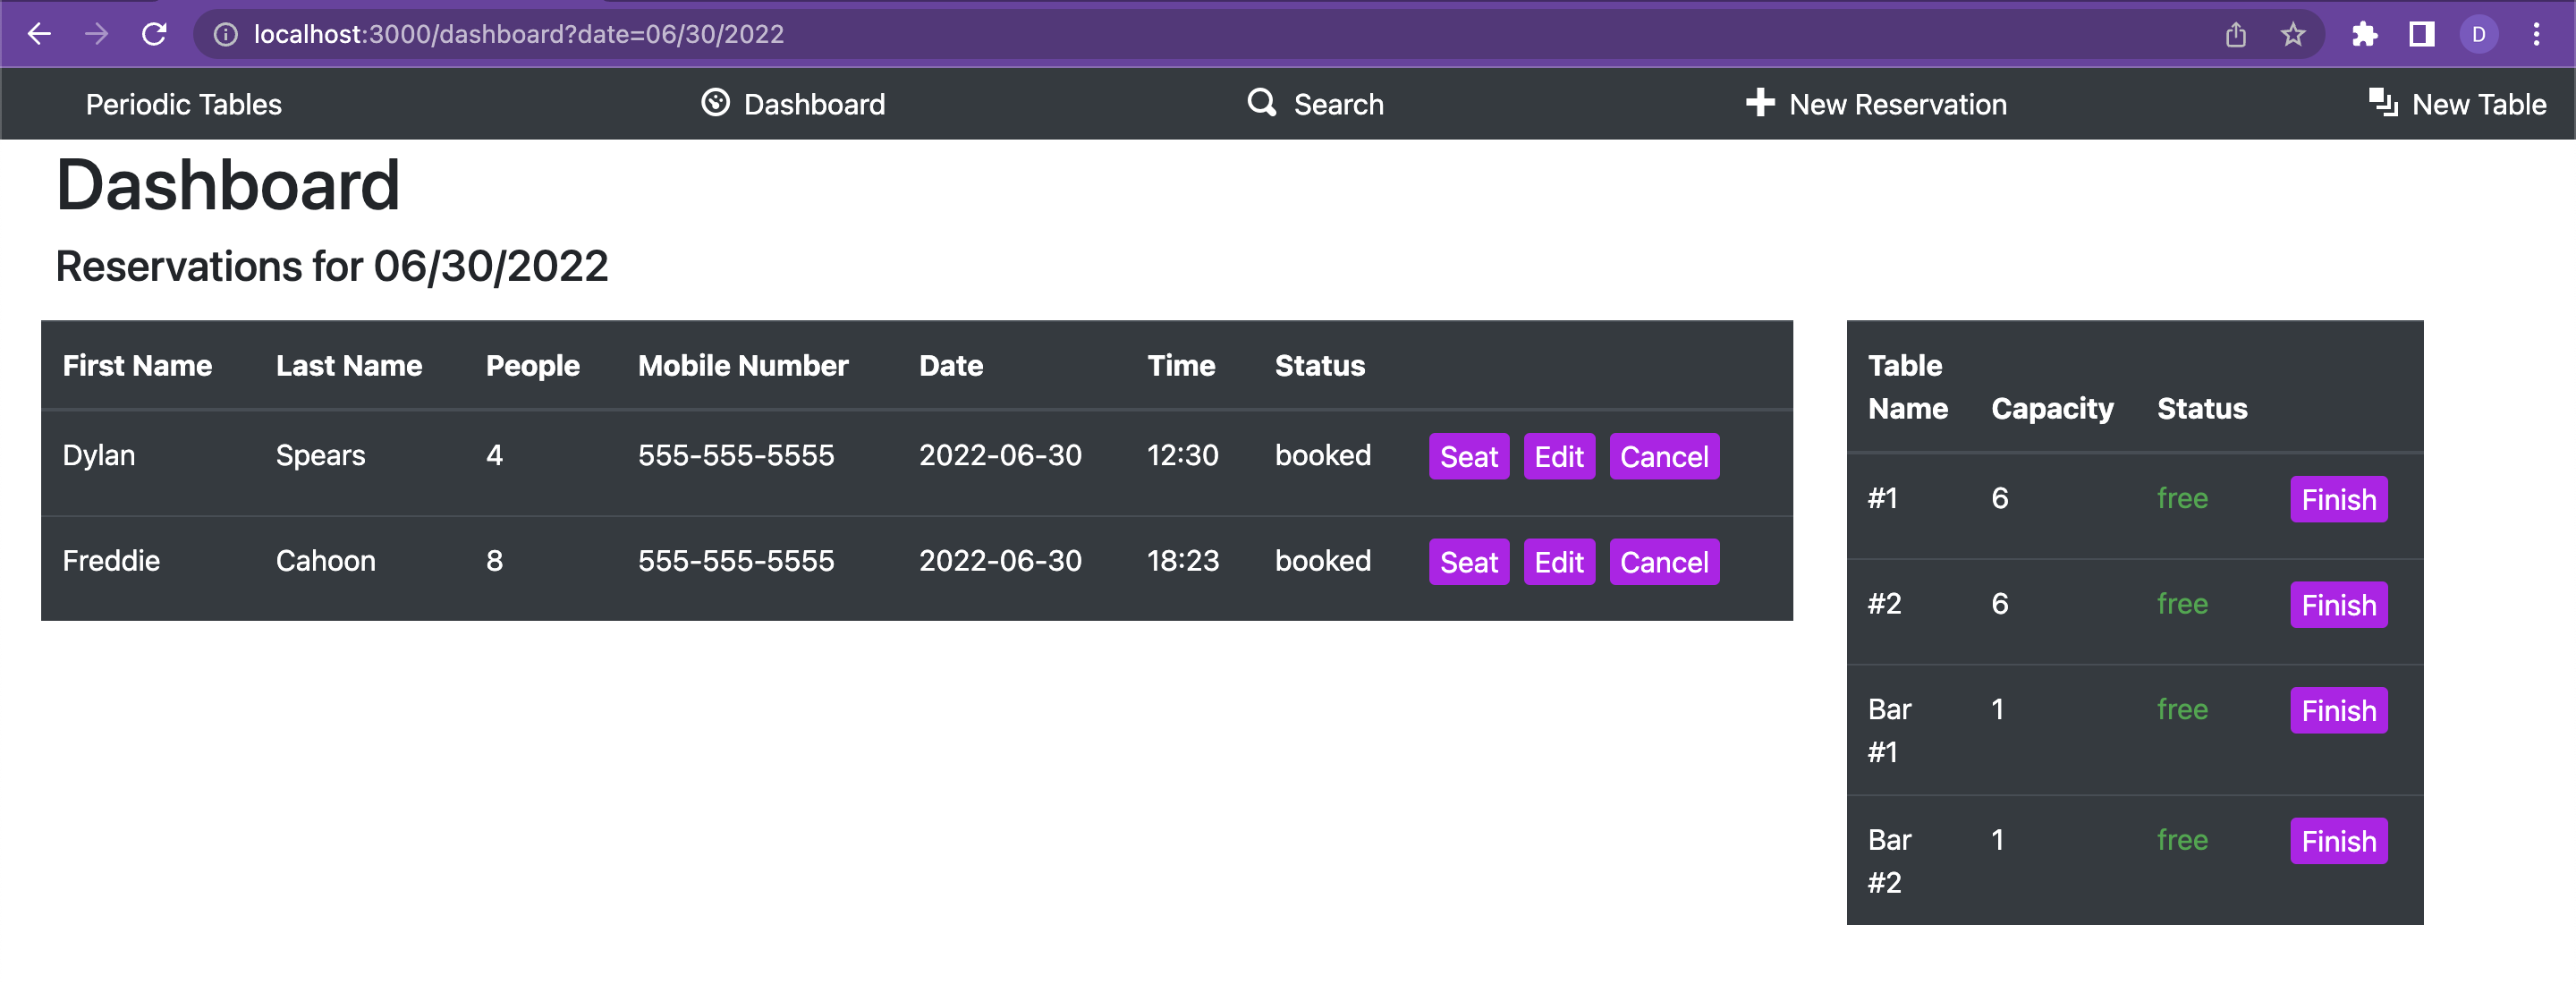 localhost:3000/dashboard?date=06/30/2022
D
Periodic Tables Dashboard Search New Reservation New Table
Dashboard
Reservations for 06/30/2022
First Name Last Name People Mobile Number Date Time Status
Dylan Spears 4 555-555-5555 2022-06-30 12:30 booked Seat Edit Cancel
Freddie Cahoon 8 555-555-5555 2022-06-30 18:23 booked Seat Edit Cancel
Table
Name Capacity Status
#1 6 free Finish
#2 6 free Finish
Bar 1 free Finish
#1
Bar 1 free Finish
#2